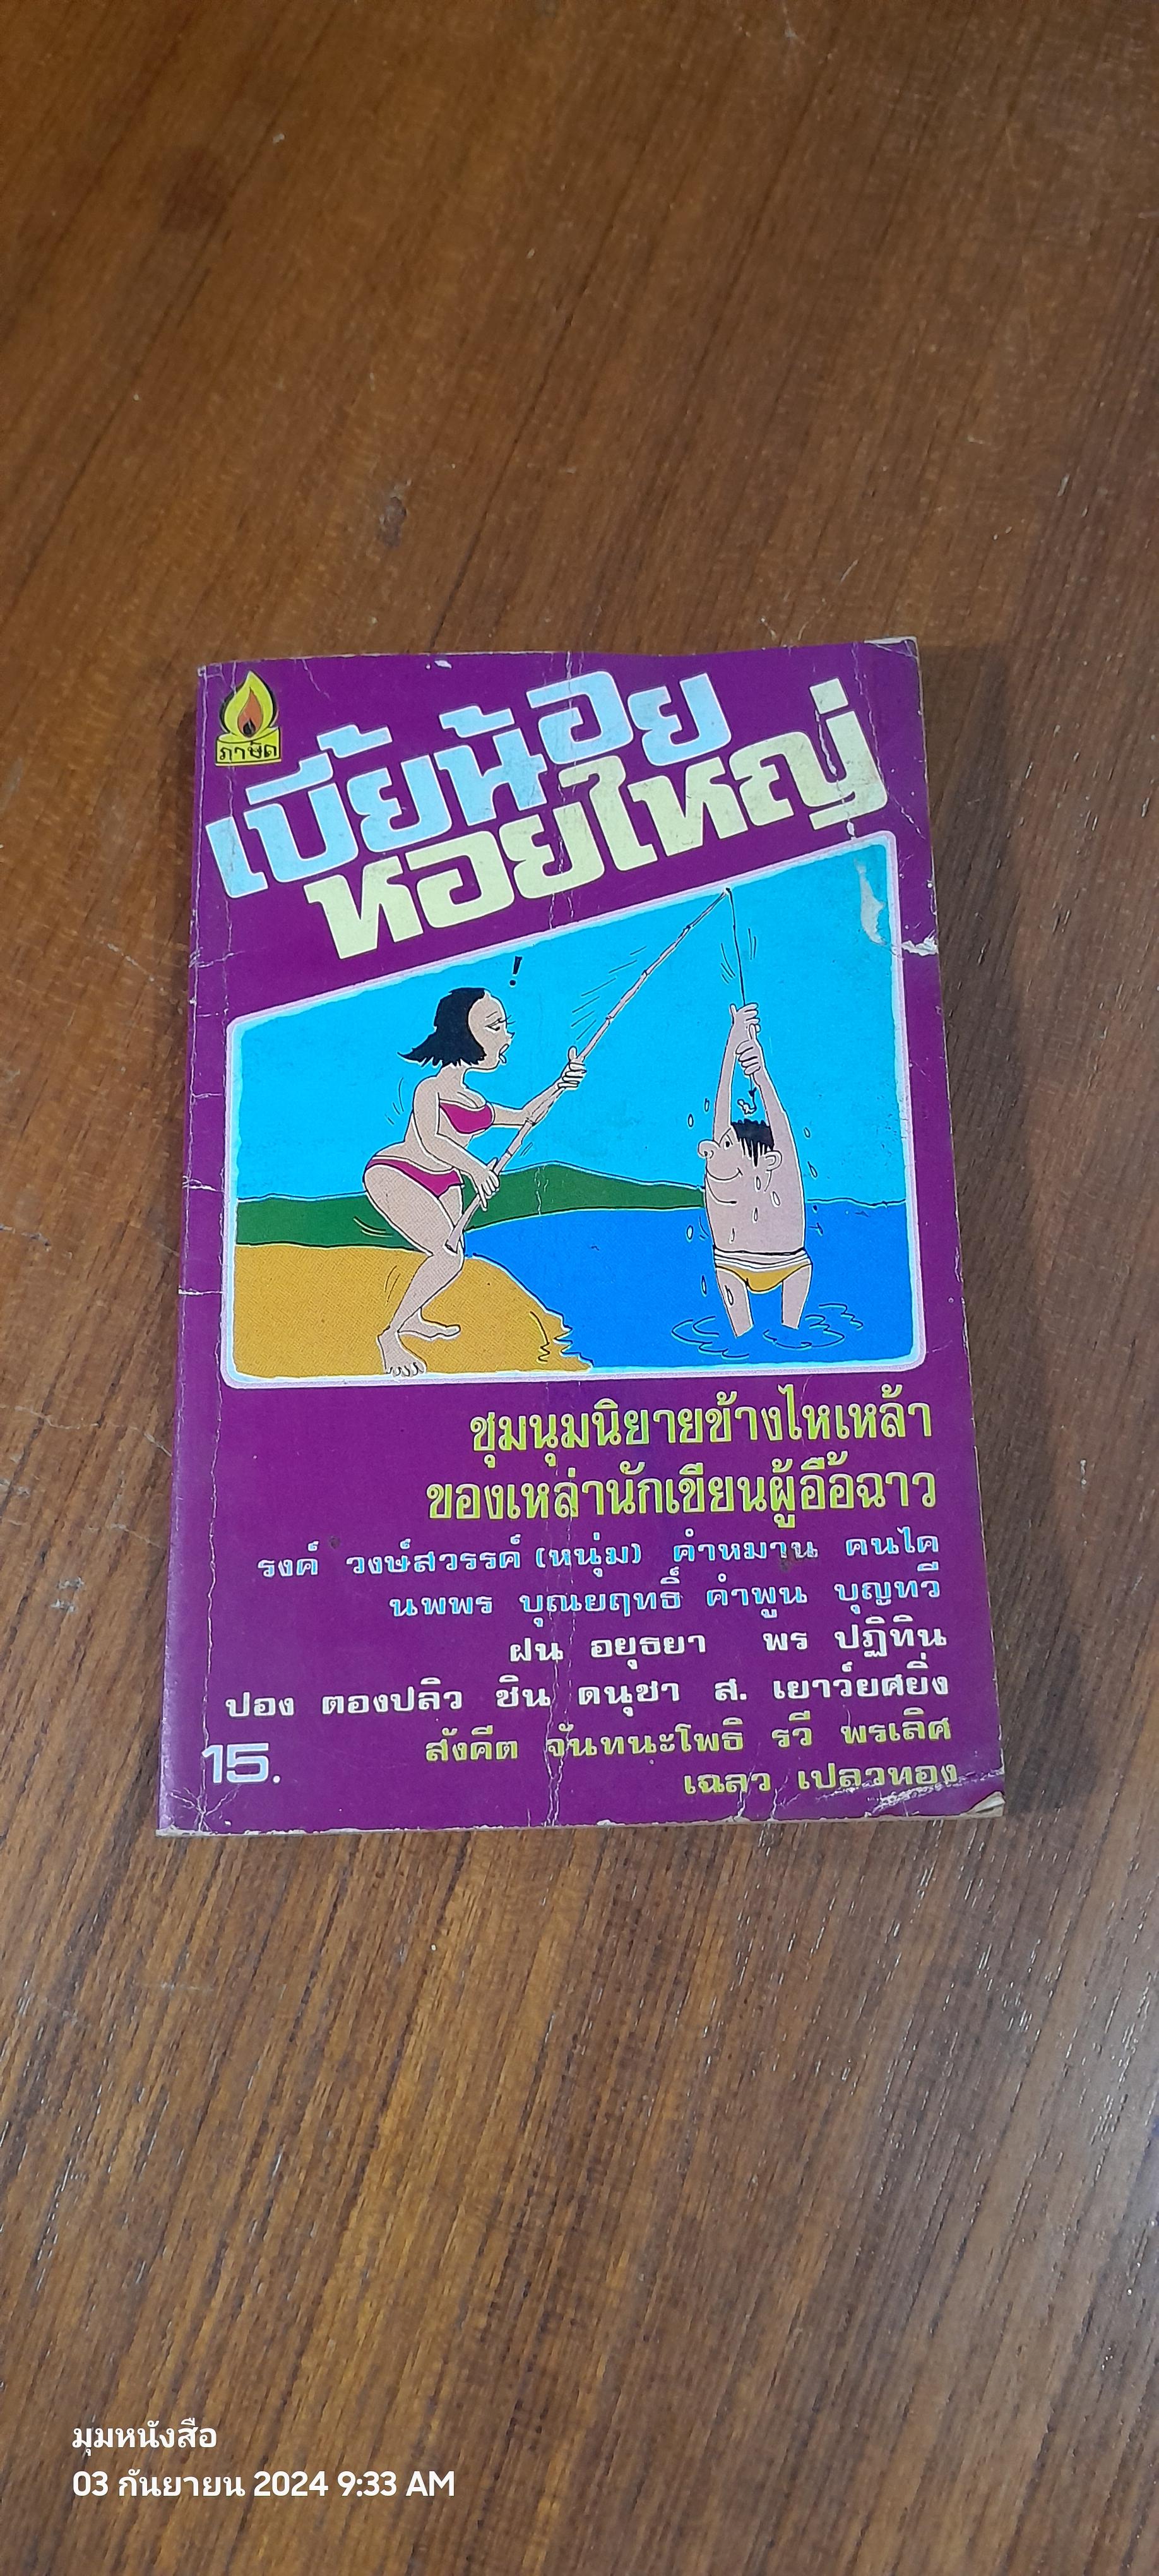 ภาษิต
เบี้ยน้อย
หอยใหญ่
!
ชุมนุมนิยายข้างไหเหล้า
ของเหล่านักเขียนผู้อื้อฉาว
รงค์ วงษ์สวรรค์ (หนุ่ม) คำหมาน คนไค
นพพร บุณยฤทธิ์ คำพูน บุญทวี
ฝน อยุธยา พร ปฏิทิน
ปอง ตองปลิว ชิน ดนุชา ส. เยาว์ยศยิ่ง
สังคีต จันทนะโพธิ รวี พรเลิศ
15. เฉลว เปลวทอง
มุมหนังสือ
03 กันยายน 2024 9:33 AM